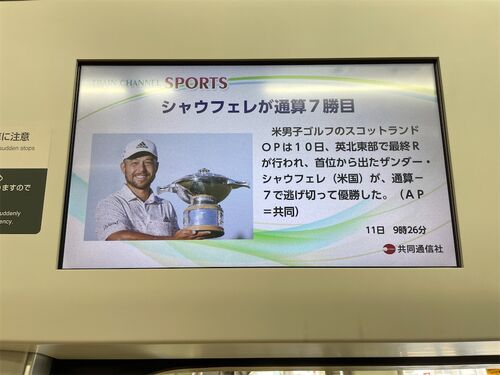 TRAIN CHANNEL SPORTS
シャウフェレが通算７勝目
米男子ゴルフのスコットランド
ＯＰは１０日、英北東部で最終Ｒ
が行われ、首位から出たザンダー・
シャウフェレ（米国）が、通算－
７で逃げ切って優勝した。（ＡＰ
＝共同）
11日 9時26分
共同通信社
に注意
sudden stops
ますので
suddenly
ency.
adidas